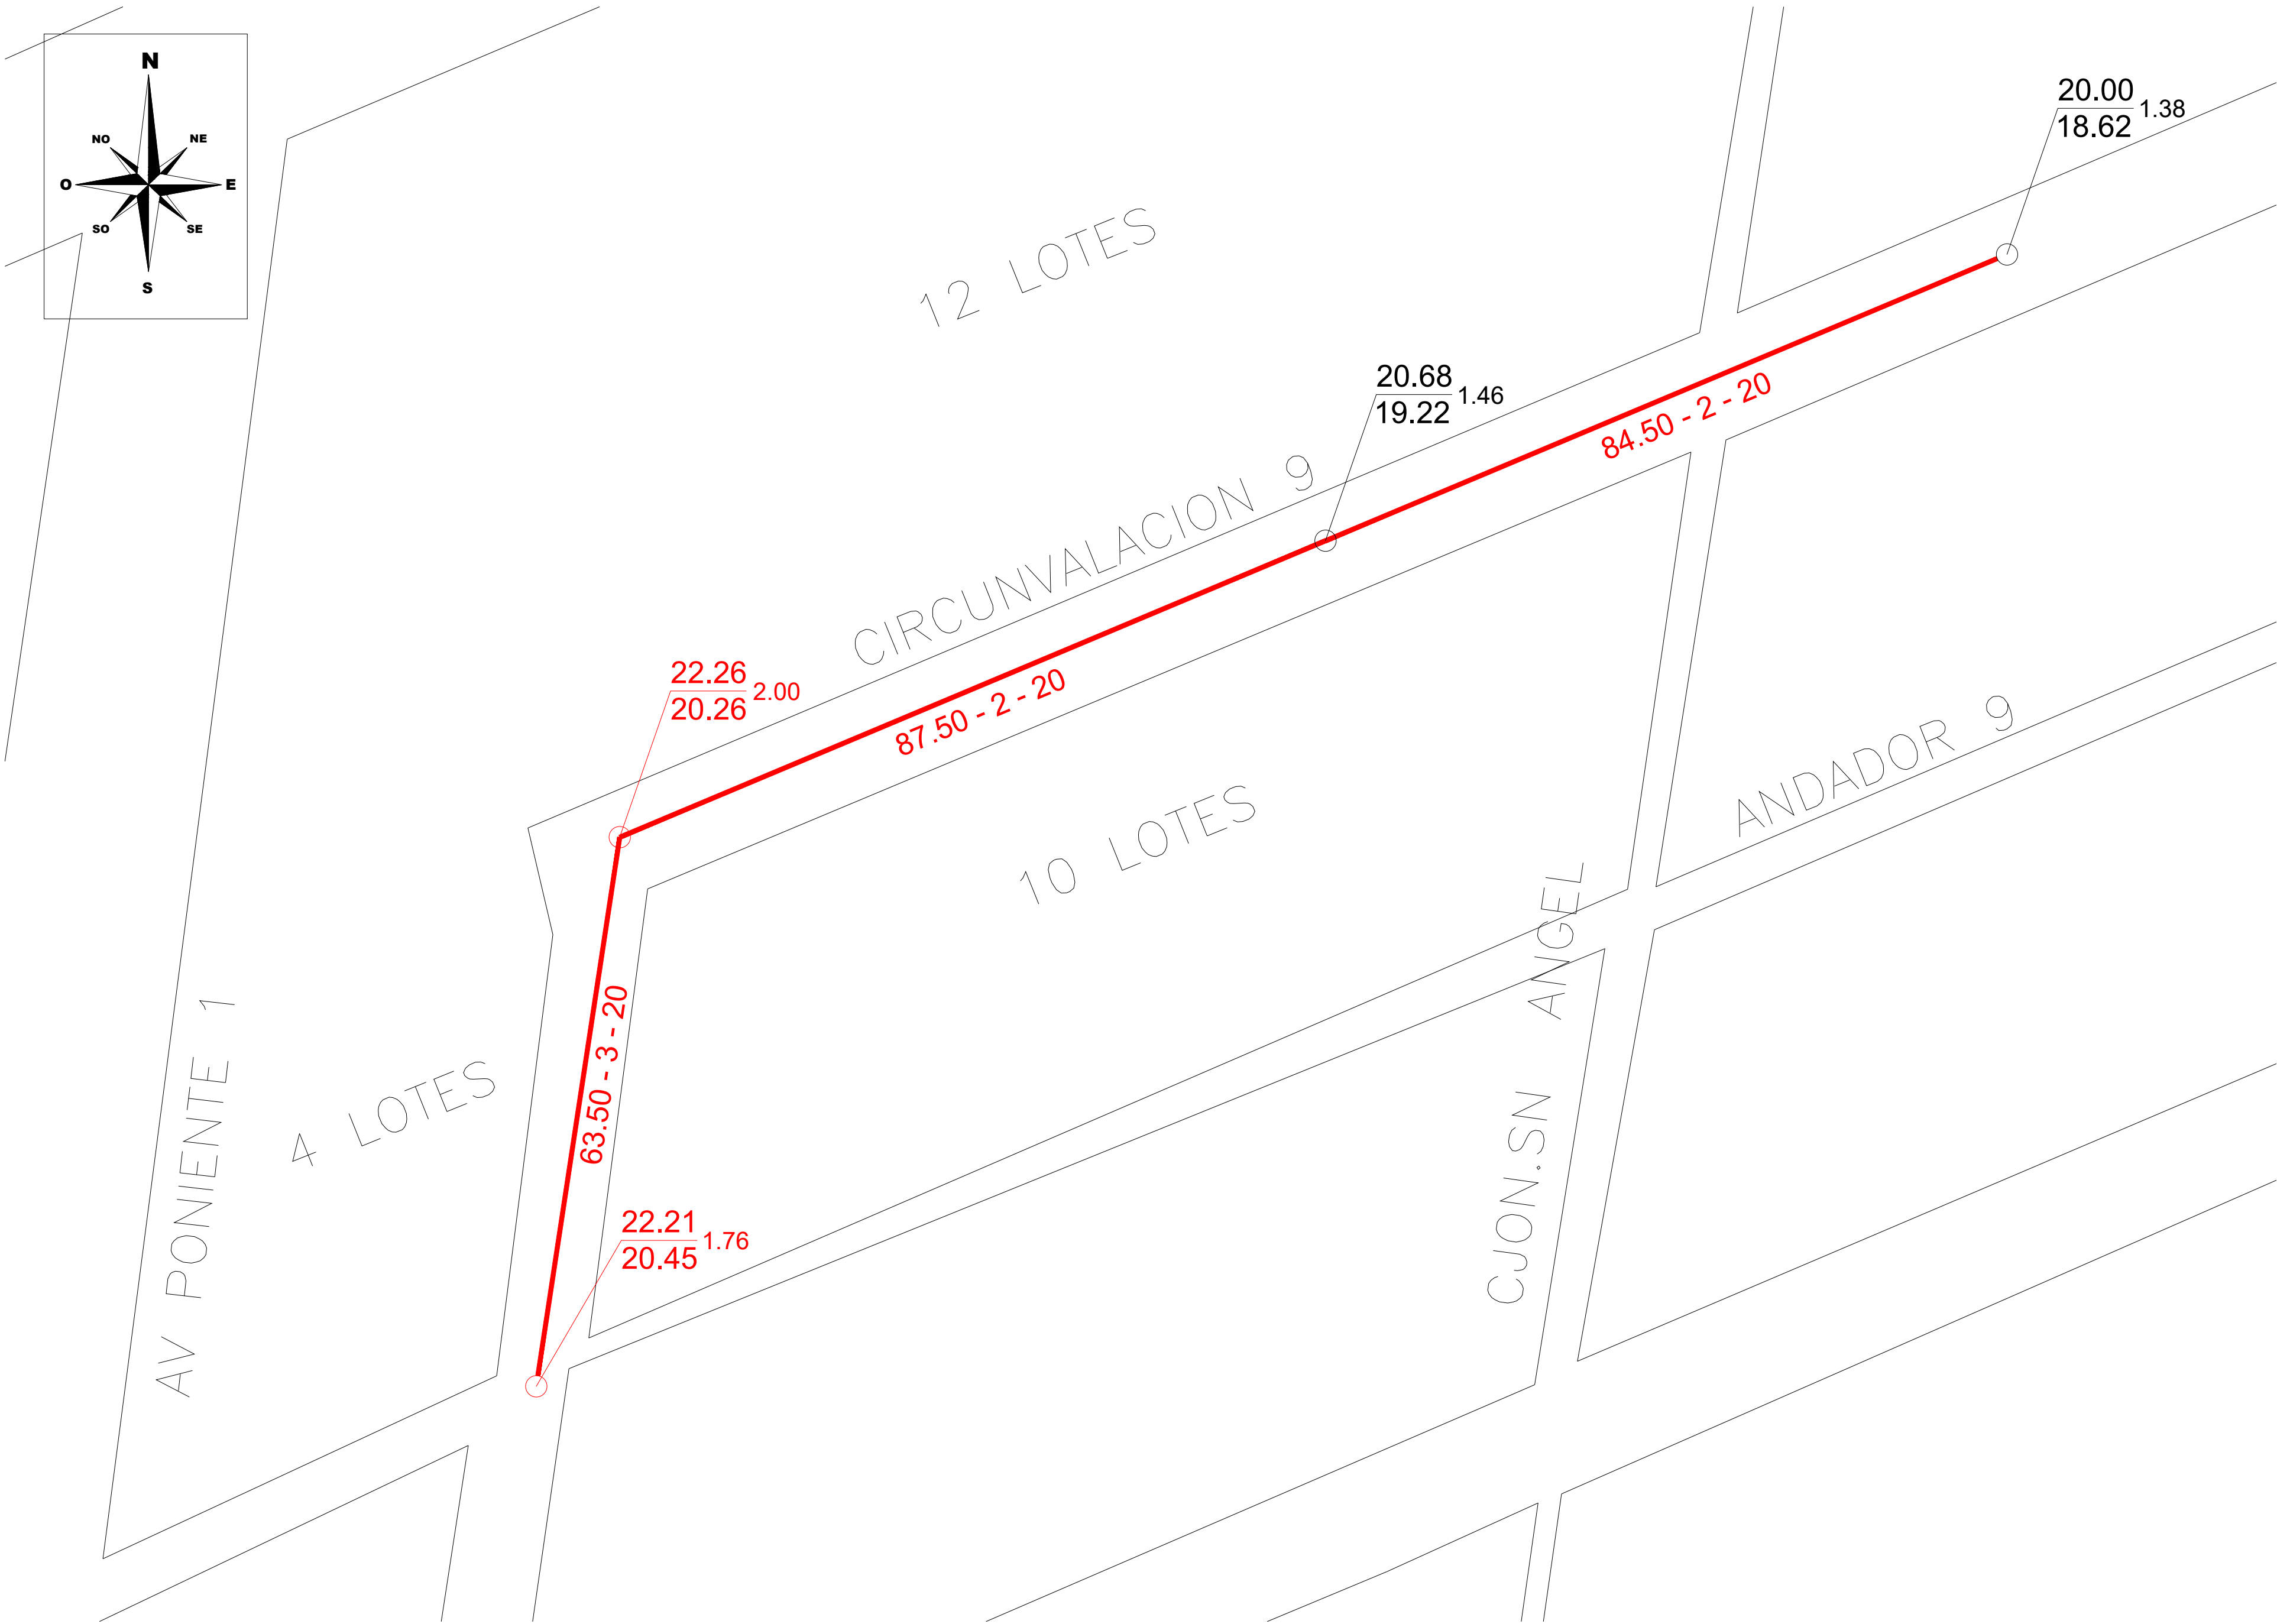 N
NO
NE
O
E
SO
SE
S
20.00
18.62
1.38
12 LOTES
20.68
19.22
1.46
84.50 - 2 - 20
CIRCUNVALACION 9
22.26
20.26
2.00
87.50 - 2 - 20
ANDADOR 9
10 LOTES
63.50 - 3 - 20
CJON.SN ANGEL
AV PONIENTE 1
4 LOTES
22.21
20.45
1.76